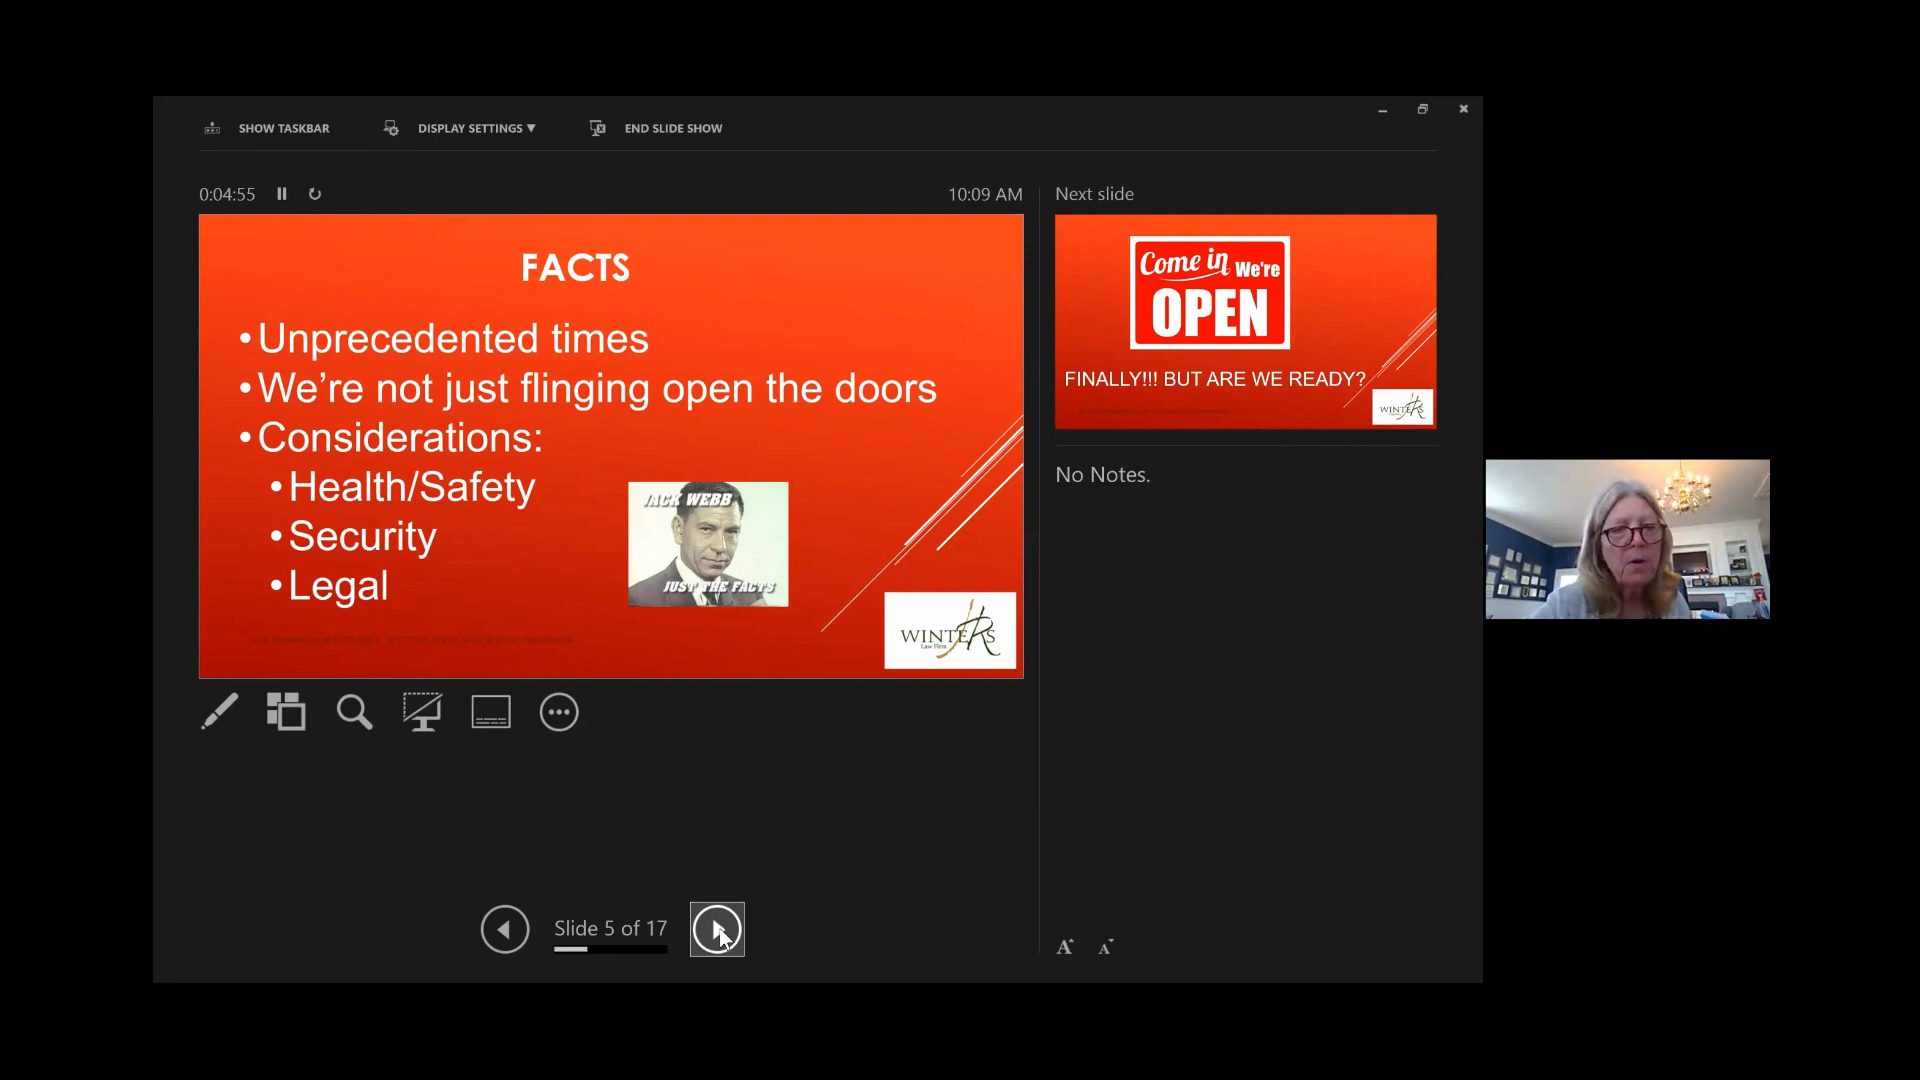 SHOW TASKBAR
DISPLAY SETTINGS ▼
END SLIDE SHOW
0:04:55
10:09 AM
FACTS
•Unprecedented times
•We’re not just flinging open the doors
•Considerations:
•Health/Safety
•Security
•Legal
JACK WEBB
JUST THE FACTS
WINTERS
Law Firm
Slide 5 of 17
Next slide
Come in We're
OPEN
FINALLY!!! BUT ARE WE READY?
WINTERS
No Notes.
A A